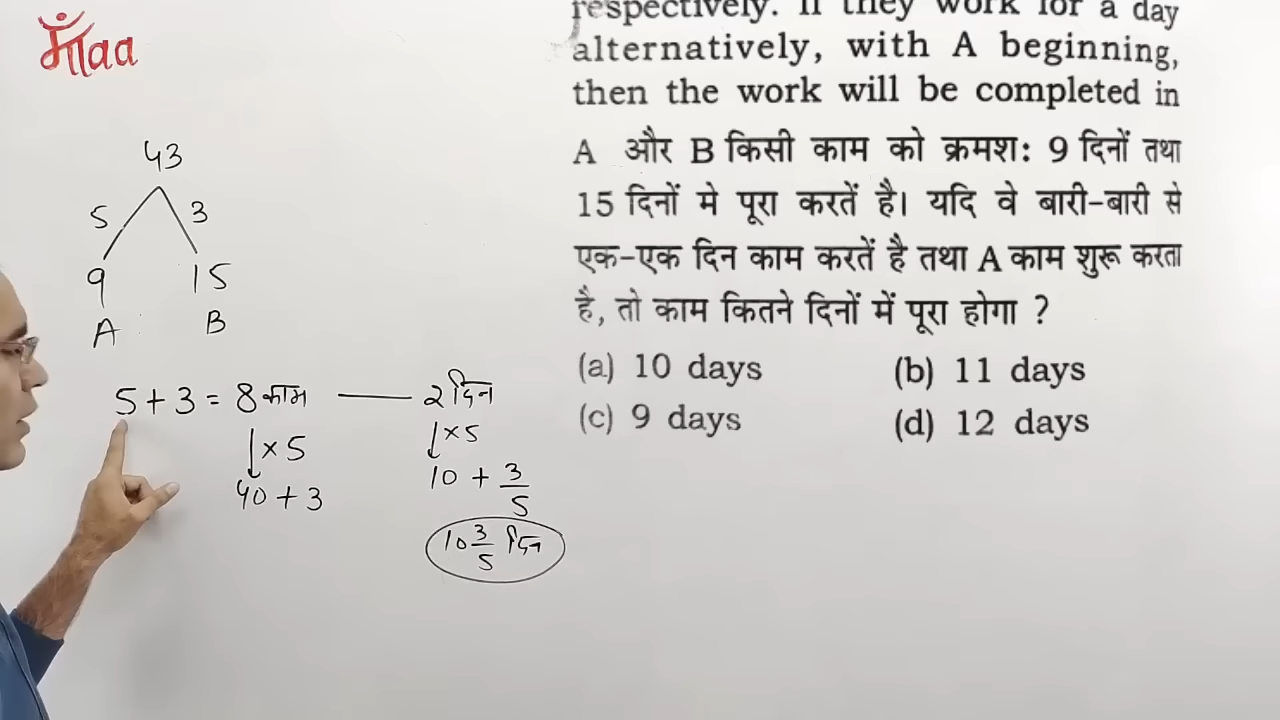 माँaa
respectively. If they work for a day
alternatively, with A beginning,
then the work will be completed in
A और B किसी काम को क्रमश: 9 दिनों तथा
15 दिनों मे पूरा करतें है। यदि वे बारी-बारी से
एक-एक दिन काम करतें है तथा A काम शुरू करता
है, तो काम कितने दिनों में पूरा होगा ?
(a) 10 days (b) 11 days
(c) 9 days (d) 12 days
43
5 3
9 15
A B
5 + 3 = 8 काम — 2 दिन
↓ × 5 ↓ × 5
40 + 3 10 + 3/5
10 3/5 दिन